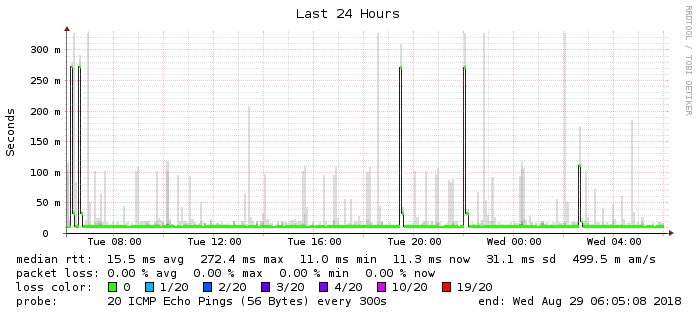 Last 24 Hours
RRDTOOL / TOBI OETIKER
Seconds
300 m
250 m
200 m
150 m
100 m
50 m
0
Tue 08:00 Tue 12:00 Tue 16:00 Tue 20:00 Wed 00:00 Wed 04:00
median rtt: 15.5 ms avg 272.4 ms max 11.0 ms min 11.3 ms now 31.1 ms sd 499.5 m am/s
packet loss: 0.00 % avg 0.00 % max 0.00 % min 0.00 % now
loss color: 0 1/20 2/20 3/20 4/20 10/20 19/20
probe: 20 ICMP Echo Pings (56 Bytes) every 300s end: Wed Aug 29 06:05:08 2018